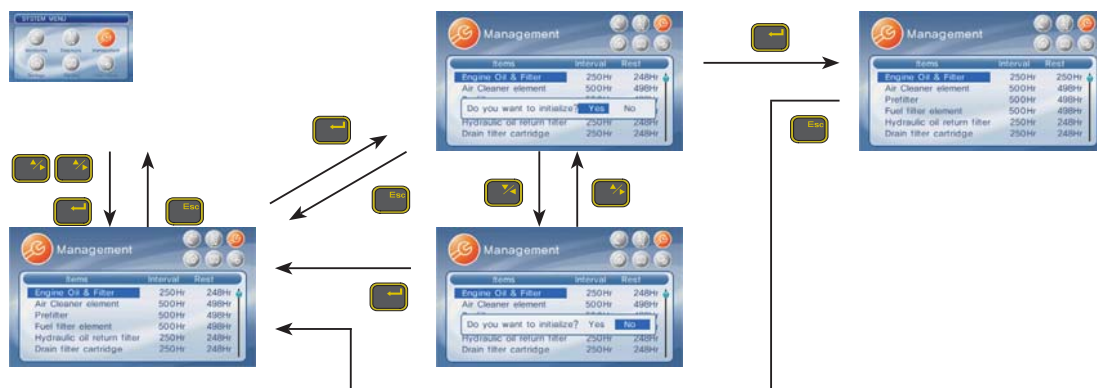 SYSTEM MENU
Monitoring Diagnosis Management
Management
Items Interval Rest
Engine Oil & Filter 250Hr 248Hr
Air Cleaner element 500Hr 498Hr
Do you want to initialize? Yes No
Hydraulic oil return filter 250Hr 248Hr
Drain filter cartridge 250Hr 248Hr
Management
Items Interval Rest
Engine Oil & Filter 250Hr 250Hr
Air Cleaner element 500Hr 498Hr
Prefilter 500Hr 498Hr
Fuel filter element 500Hr 498Hr
Hydraulic oil return filter 250Hr 248Hr
Drain filter cartridge 250Hr 248Hr
Esc
Esc
Esc
Management
Items Interval Rest
Engine Oil & Filter 250Hr 248Hr
Air Cleaner element 500Hr 498Hr
Prefilter 500Hr 498Hr
Fuel filter element 500Hr 498Hr
Hydraulic oil return filter 250Hr 248Hr
Drain filter cartridge 250Hr 248Hr
Management
Items Interval Rest
Engine Oil & Filter 250Hr 248Hr
Air Cleaner element 500Hr 498Hr
Do you want to initialize? Yes No
Hydraulic oil return filter 250Hr 248Hr
Drain filter cartridge 250Hr 248Hr